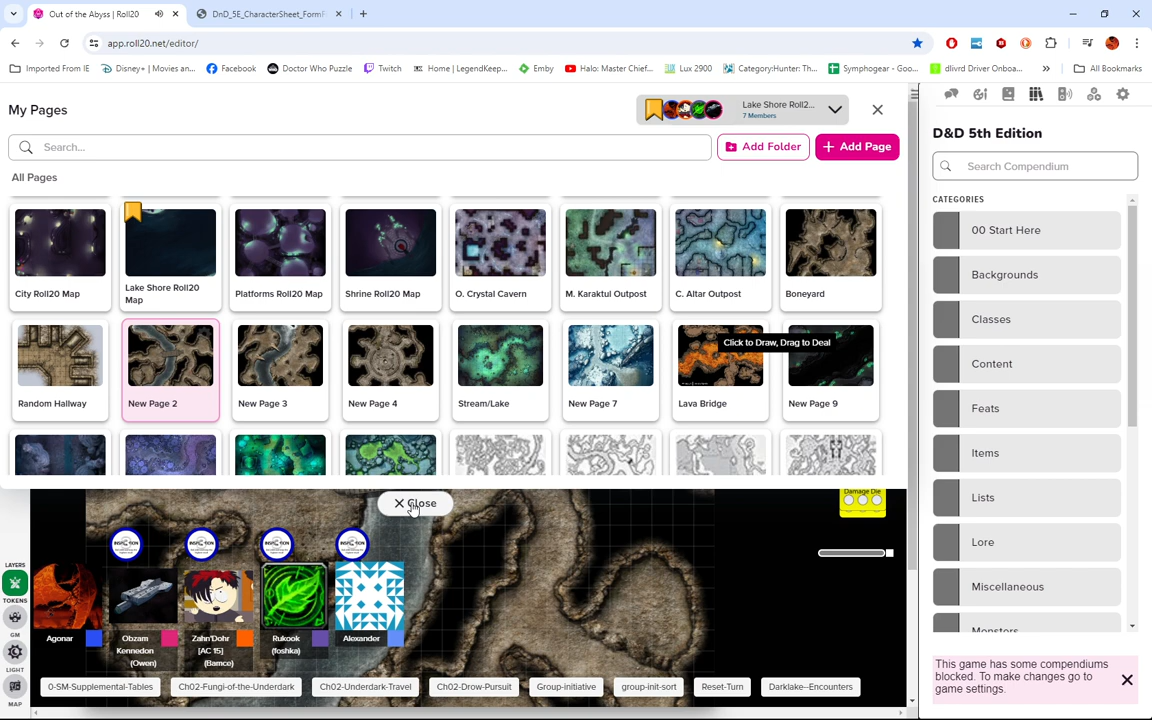 Out of the Abyss | Roll20
DnD_5E_CharacterSheet_FormF
app.roll20.net/editor/
Imported From IE
Disney+ | Movies an...
Facebook
Doctor Who Puzzle
Twitch
Home | LegendKeep...
Emby
Halo: Master Chief...
Lux 2900
Category:Hunter: Th...
Symphogear - Goo...
dlivrd Driver Onboa...
All Bookmarks
My Pages
Lake Shore Roll2...
7 Members
Search...
Add Folder
Add Page
All Pages
City Roll20 Map
Lake Shore Roll20
Map
Platforms Roll20 Map
Shrine Roll20 Map
O. Crystal Cavern
M. Karaktul Outpost
C. Altar Outpost
Boneyard
Click to Draw, Drag to Deal
Random Hallway
New Page 2
New Page 3
New Page 4
Stream/Lake
New Page 7
Lava Bridge
New Page 9
Close
Damage Die
LAYERS
TOKENS
GM
LIGHT
MAP
Agonar
Obzam
Kennedon
(Owen)
Zahn'Dohr
[AC 15]
(Bamce)
Rukook
(foshka)
Alexander
0-SM-Supplemental-Tables
Ch02-Fungi-of-the-Underdark
Ch02-Underdark-Travel
Ch02-Drow-Pursuit
Group-initiative
group-init-sort
Reset-Turn
Darklake--Encounters
D&D 5th Edition
Search Compendium
CATEGORIES
00 Start Here
Backgrounds
Classes
Content
Feats
Items
Lists
Lore
Miscellaneous
Monsters
This game has some compendiums
blocked. To make changes go to
game settings.